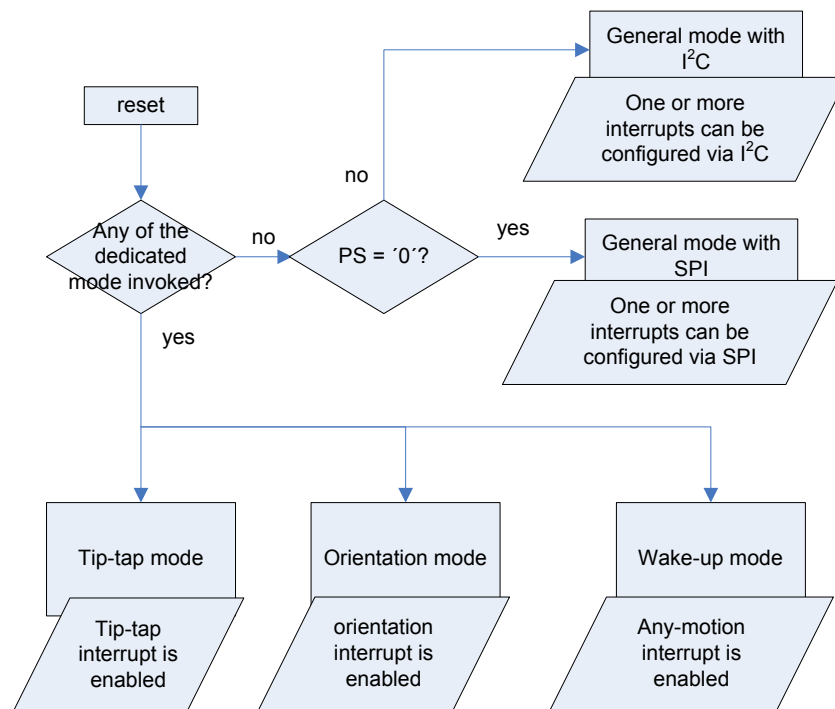 General mode with
I²C
reset
One or more
interrupts can be
configured via I²C
no
Any of the
dedicated
mode invoked?
no
PS = ´0´?
yes
General mode with
SPI
yes
One or more
interrupts can be
configured via SPI
Tip-tap mode
Orientation mode
Wake-up mode
Tip-tap
interrupt is
enabled
orientation
interrupt is
enabled
Any-motion
interrupt is
enabled